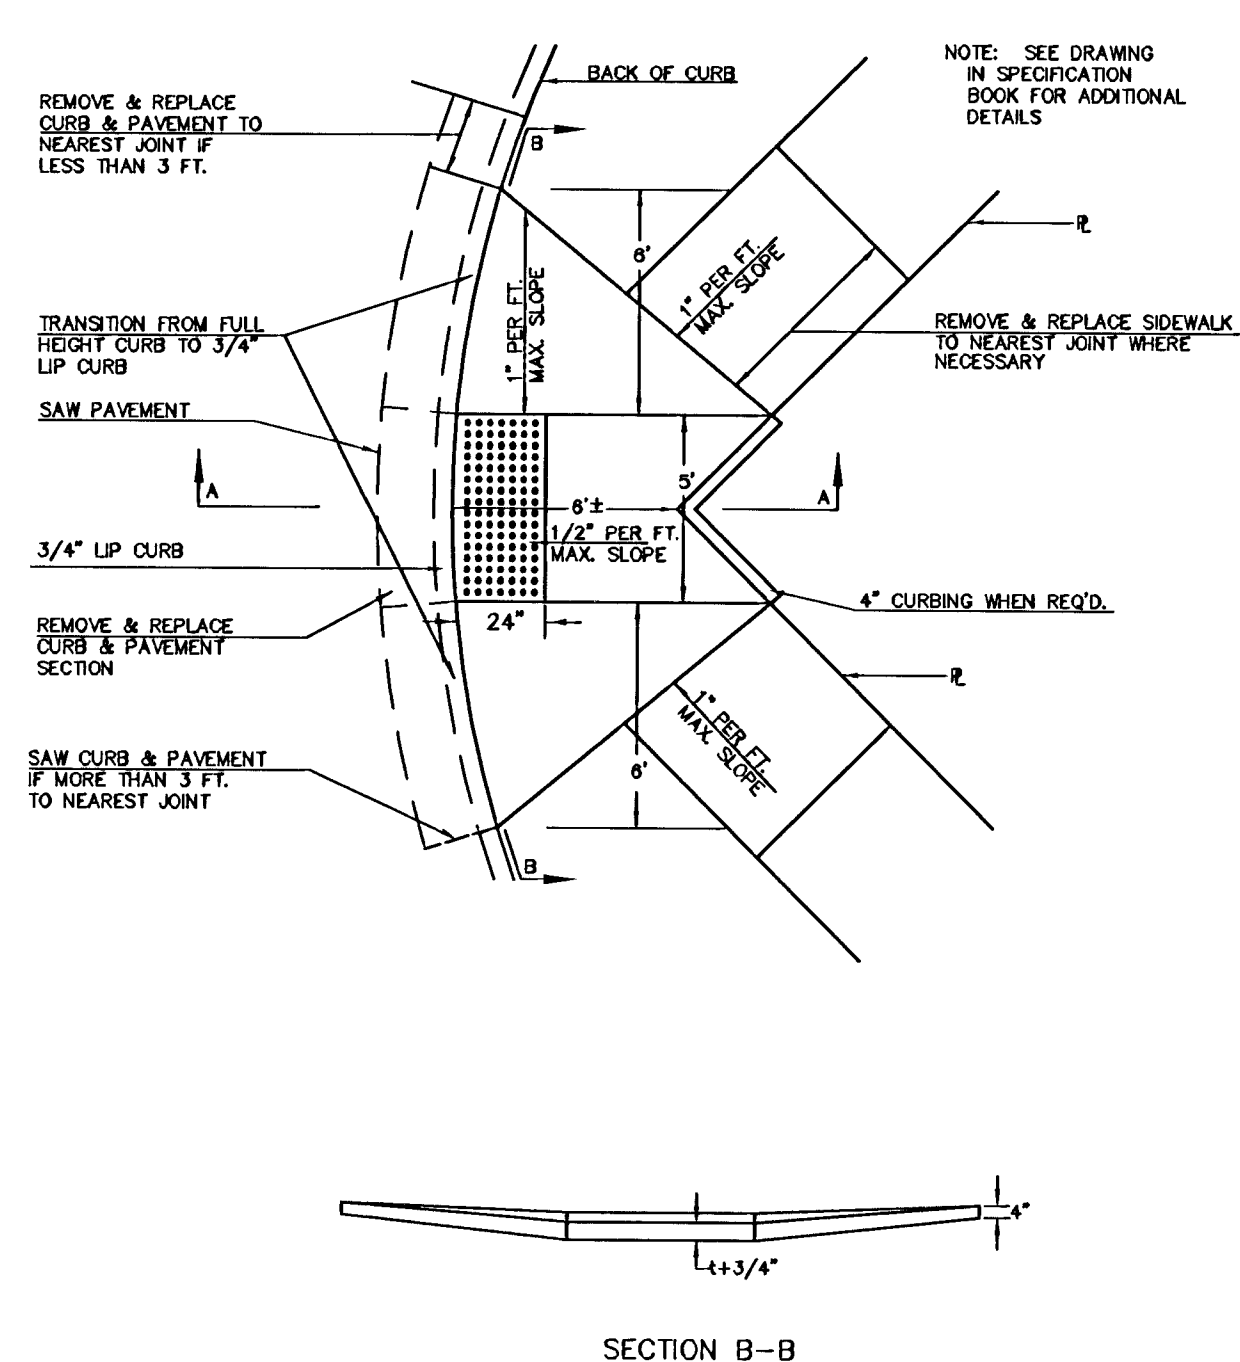 NOTE: SEE DRAWING
IN SPECIFICATION
BOOK FOR ADDITIONAL
DETAILS
BACK OF CURB
REMOVE & REPLACE
CURB & PAVEMENT TO
NEAREST JOINT IF
LESS THAN 3 FT.
B
6'
1" PER FT.
MAX. SLOPE
1" PER FT.
MAX. SLOPE
PL
TRANSITION FROM FULL
HEIGHT CURB TO 3/4"
LIP CURB
REMOVE & REPLACE SIDEWALK
TO NEAREST JOINT WHERE
NECESSARY
SAW PAVEMENT
A
5'
A
6'±
1/2" PER FT.
MAX. SLOPE
3/4" LIP CURB
4" CURBING WHEN REQ'D.
24"
REMOVE & REPLACE
CURB & PAVEMENT
SECTION
PL
1" PER FT.
MAX. SLOPE
6'
SAW CURB & PAVEMENT
IF MORE THAN 3 FT.
TO NEAREST JOINT
B
4"
t+3/4"
SECTION B-B